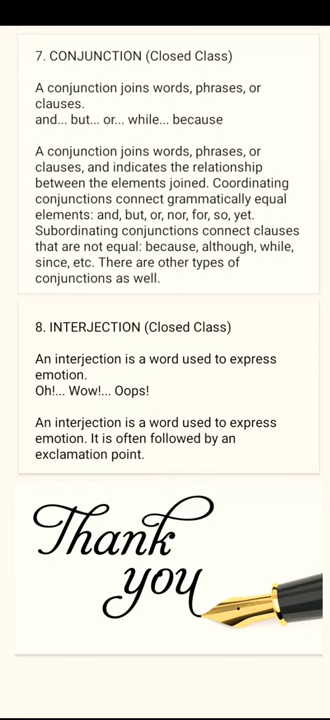 7. CONJUNCTION (Closed Class)
A conjunction joins words, phrases, or
clauses.
and... but... or... while... because
A conjunction joins words, phrases, or
clauses, and indicates the relationship
between the elements joined. Coordinating
conjunctions connect grammatically equal
elements: and, but, or, nor, for, so, yet.
Subordinating conjunctions connect clauses
that are not equal: because, although, while,
since, etc. There are other types of
conjunctions as well.
8. INTERJECTION (Closed Class)
An interjection is a word used to express
emotion.
Oh!... Wow!... Oops!
An interjection is a word used to express
emotion. It is often followed by an
exclamation point.
Thank
you